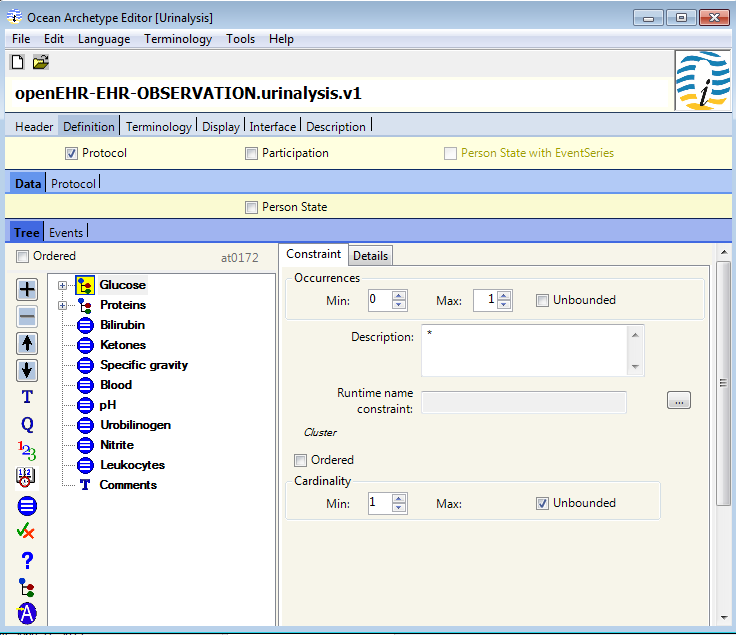 Ocean Archetype Editor [Urinalysis]
File Edit Language Terminology Tools Help
openEHR-EHR-OBSERVATION.urinalysis.v1
Header Definition Terminology Display Interface Description
Protocol Participation Person State with EventSeries
Data Protocol
Person State
Tree Events
Ordered at0172
Constraint Details
Occurrences
Min: 0 Max: 1 Unbounded
Description: *
Runtime name
constraint:
...
Cluster
Ordered
Cardinality
Min: 1 Max: Unbounded
Glucose
Proteins
Bilirubin
Ketones
Specific gravity
Blood
pH
Urobilinogen
Nitrite
Leukocytes
T Comments
T
Q
123
?
A